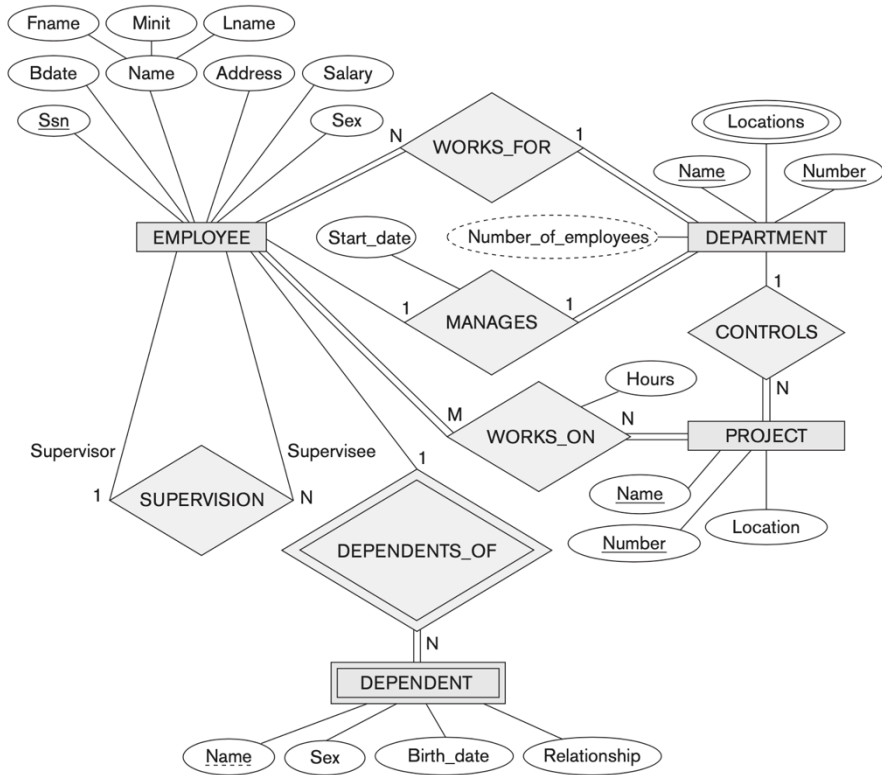 Fname
Minit
Lname
Bdate
Name
Address
Salary
Ssn
Sex
N
WORKS_FOR
1
Locations
Name
Number
EMPLOYEE
Start_date
Number_of_employees
DEPARTMENT
1
MANAGES
1
1
CONTROLS
N
Hours
M
WORKS_ON
N
PROJECT
Supervisor
Supervisee
1
1
SUPERVISION
N
Name
Number
Location
DEPENDENTS_OF
N
DEPENDENT
Name
Sex
Birth_date
Relationship